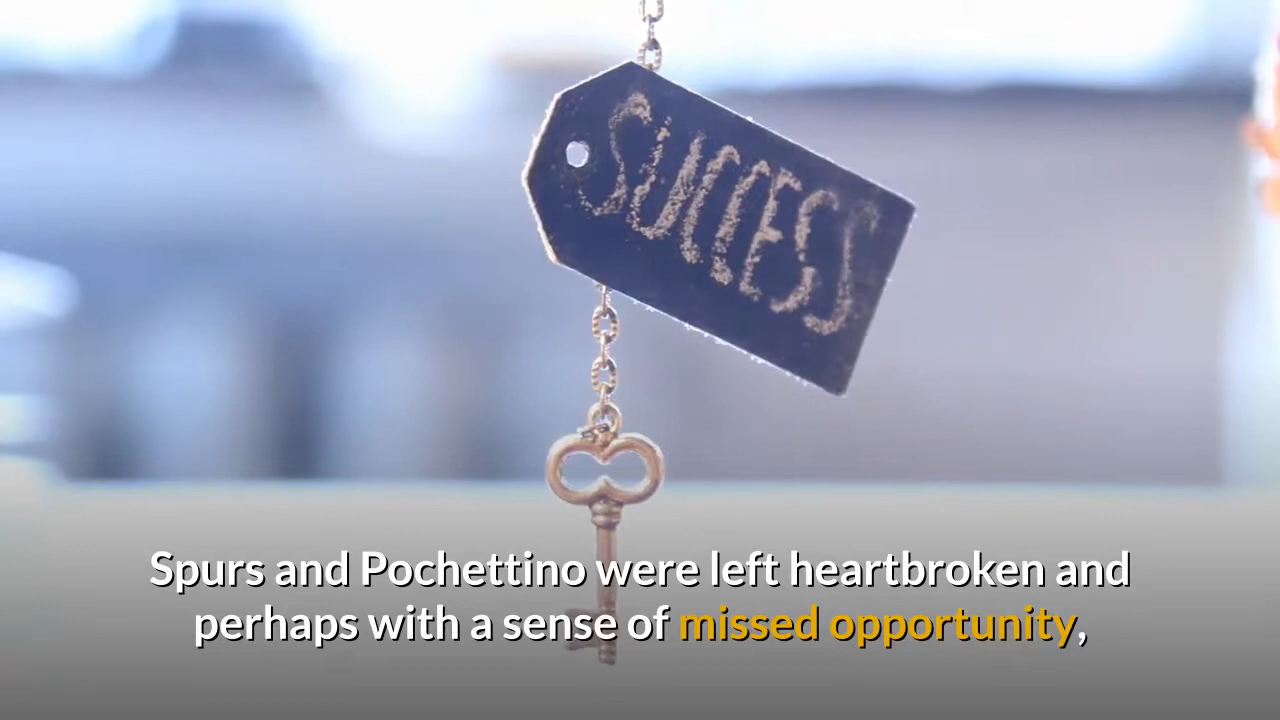 SUCCESS
Spurs and Pochettino were left heartbroken and
perhaps with a sense of missed opportunity,